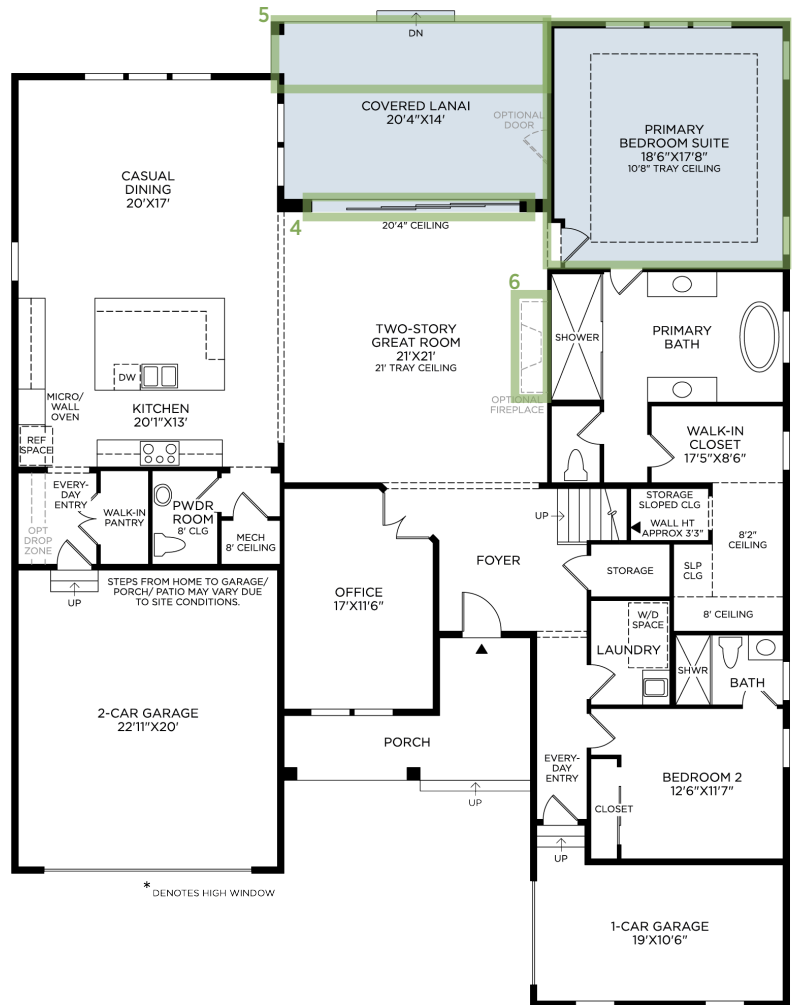 5
DN
COVERED LANAI
20'4"X14'
OPTIONAL
DOOR
PRIMARY
BEDROOM SUITE
18'6"X17'8"
10'8" TRAY CEILING
CASUAL
DINING
20'X17'
4
20'4" CEILING
6
TWO-STORY
GREAT ROOM
21'X21'
21' TRAY CEILING
OPTIONAL
FIREPLACE
SHOWER
PRIMARY
BATH
DW
MICRO/
WALL
OVEN
KITCHEN
20'1"X13'
REF
SPACE
WALK-IN
CLOSET
17'5"X8'6"
EVERY-
DAY
ENTRY
OPT
DROP
ZONE
WALK-IN
PANTRY
PWDR
ROOM
8' CLG
MECH
8' CEILING
UP
STORAGE
SLOPED CLG
WALL HT
APPROX 3'3"
8'2"
CEILING
FOYER
STORAGE
SLP
CLG
8' CEILING
UP
STEPS FROM HOME TO GARAGE/
PORCH/ PATIO MAY VARY DUE
TO SITE CONDITIONS.
OFFICE
17'X11'6"
W/D
SPACE
LAUNDRY
SHWR
BATH
2-CAR GARAGE
22'11"X20'
PORCH
UP
EVERY-
DAY
ENTRY
BEDROOM 2
12'6"X11'7"
CLOSET
UP
* DENOTES HIGH WINDOW
1-CAR GARAGE
19'X10'6"